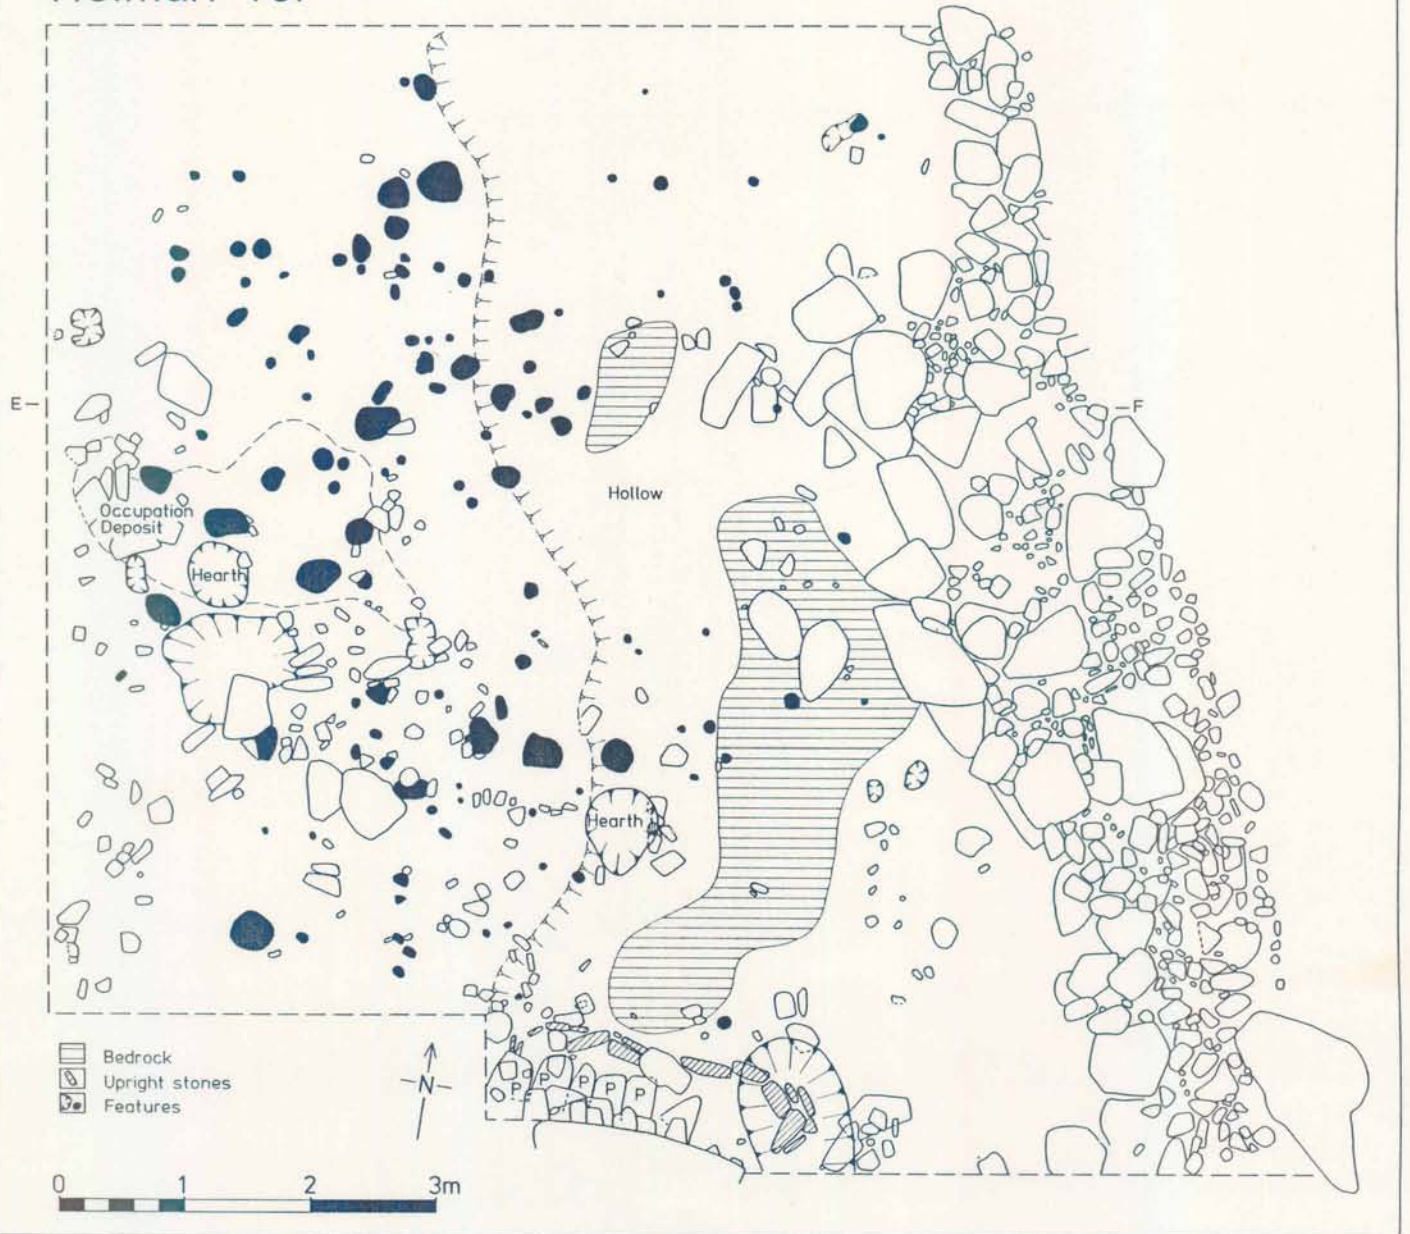 E
F
Hollow
Occupation
Deposit
Hearth
Hearth
Bedrock
Upright stones
Features
N
P P P P P
0 1 2 3m